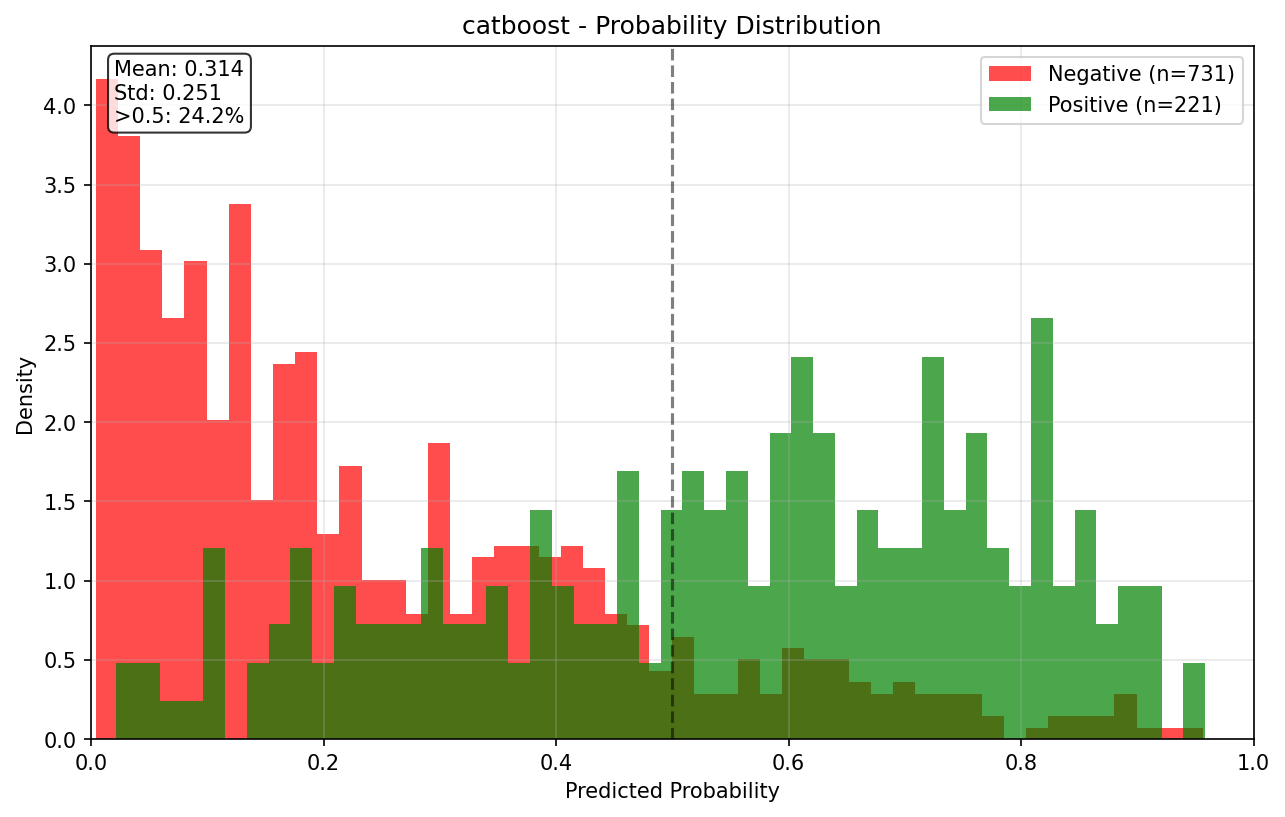 catboost - Probability Distribution
Mean: 0.314
Std: 0.251
>0.5: 24.2%
Negative (n=731)
Positive (n=221)
4.0
3.5
3.0
2.5
2.0
1.5
1.0
0.5
0.0
Density
0.0 0.2 0.4 0.6 0.8 1.0
Predicted Probability